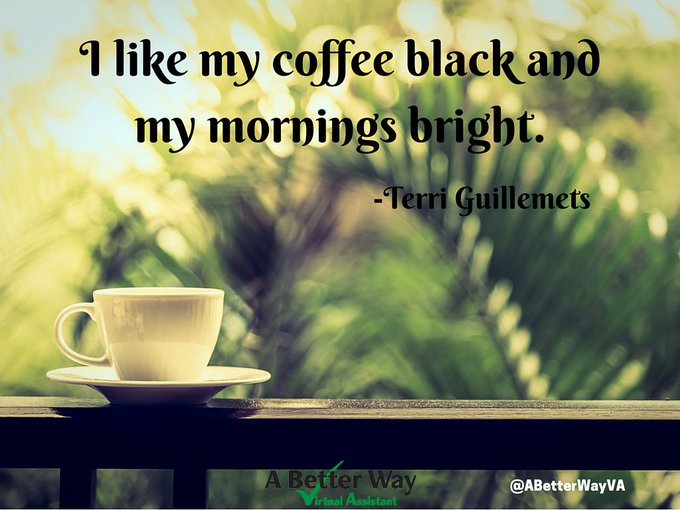 I like my coffee black and
my mornings bright.
-Terri Guillemets
A Better Way
Virtual Assistant
@ABetterWayVA